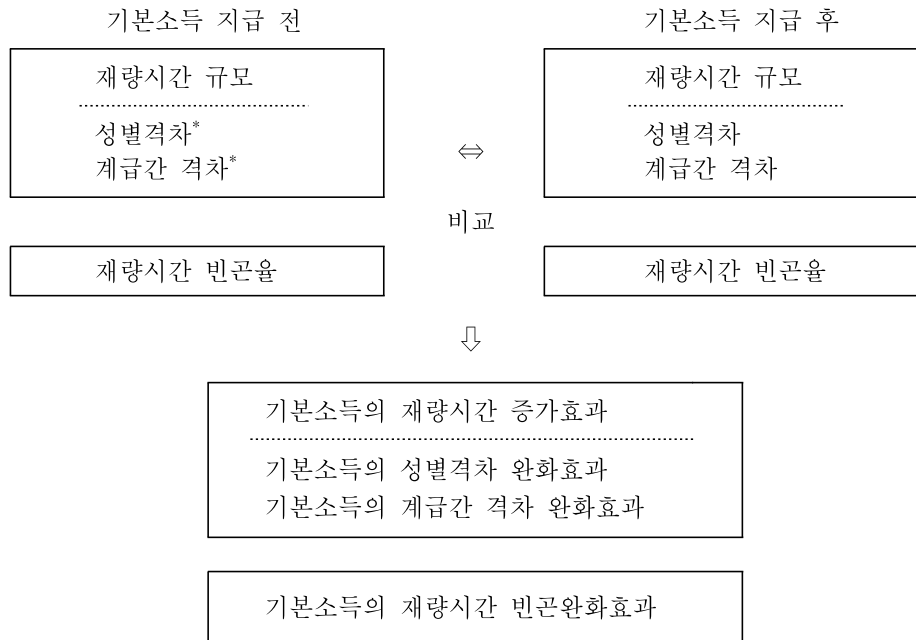 기본소득 지급 전
기본소득 지급 후
재량시간 규모
성별격차*
계급간 격차*
재량시간 규모
성별격차
계급간 격차
⇔
비교
재량시간 빈곤율
재량시간 빈곤율
⇩
기본소득의 재량시간 증가효과
기본소득의 성별격차 완화효과
기본소득의 계급간 격차 완화효과
기본소득의 재량시간 빈곤완화효과